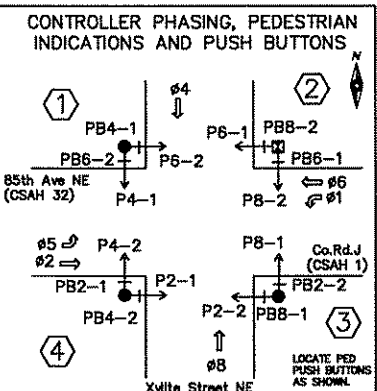 CONTROLLER PHASING, PEDESTRIAN
INDICATIONS AND PUSH BUTTONS
N
1
ø4
2
PB4-1
P6-1
PB8-2
PB6-2
P6-2
PB6-1
85th Ave NE
(CSAH 32)
P4-1
P8-2
ø6
ø1
ø5
P4-2
P8-1
Co.Rd.J
(CSAH 1)
ø2
PB2-1
P2-1
PB2-2
PB4-2
P2-2
PB8-1
3
4
ø8
LOCATE PED
PUSH BUTTONS
AS SHOWN.
Xylite Street NE